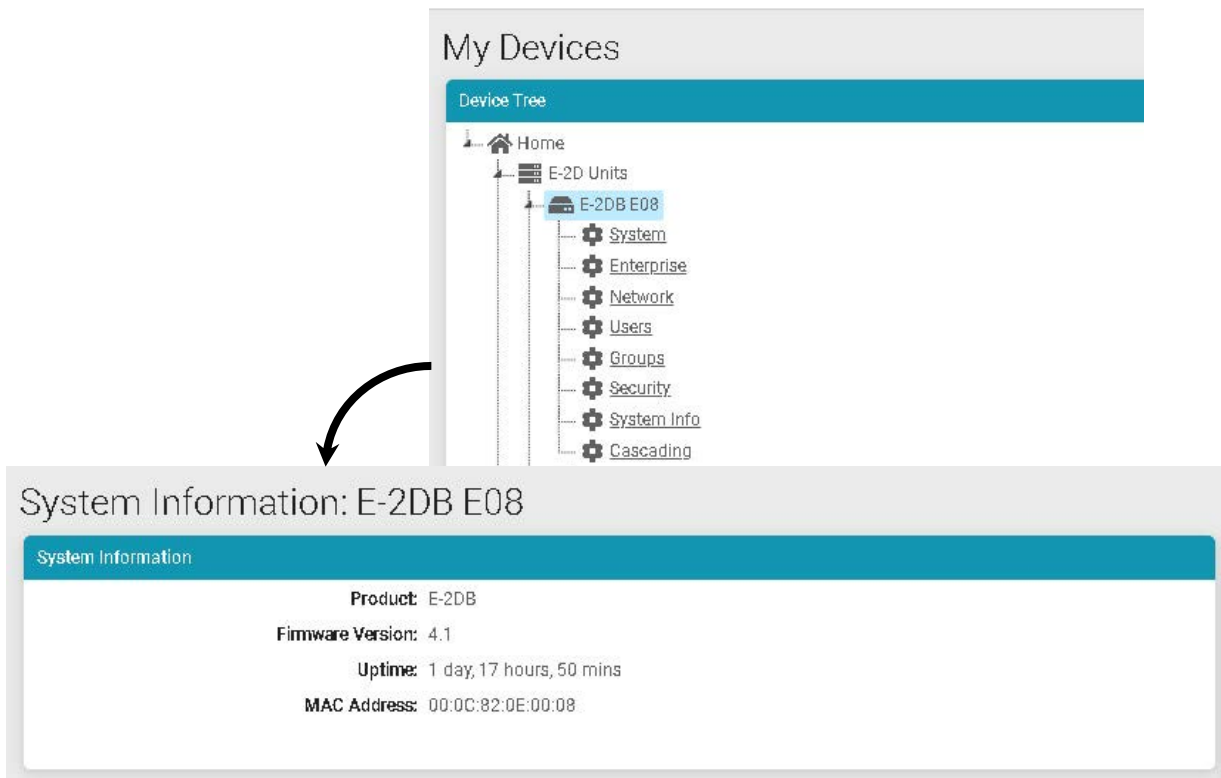 My Devices
Device Tree
Home
E-2D Units
E-2DB E08
System
Enterprise
Network
Users
Groups
Security
System Info
Cascading
System Information: E-2DB E08
System Information
Product: E-2DB
Firmware Version: 4.1
Uptime: 1 day, 17 hours, 50 mins
MAC Address: 00:0C:82:0E:00:08